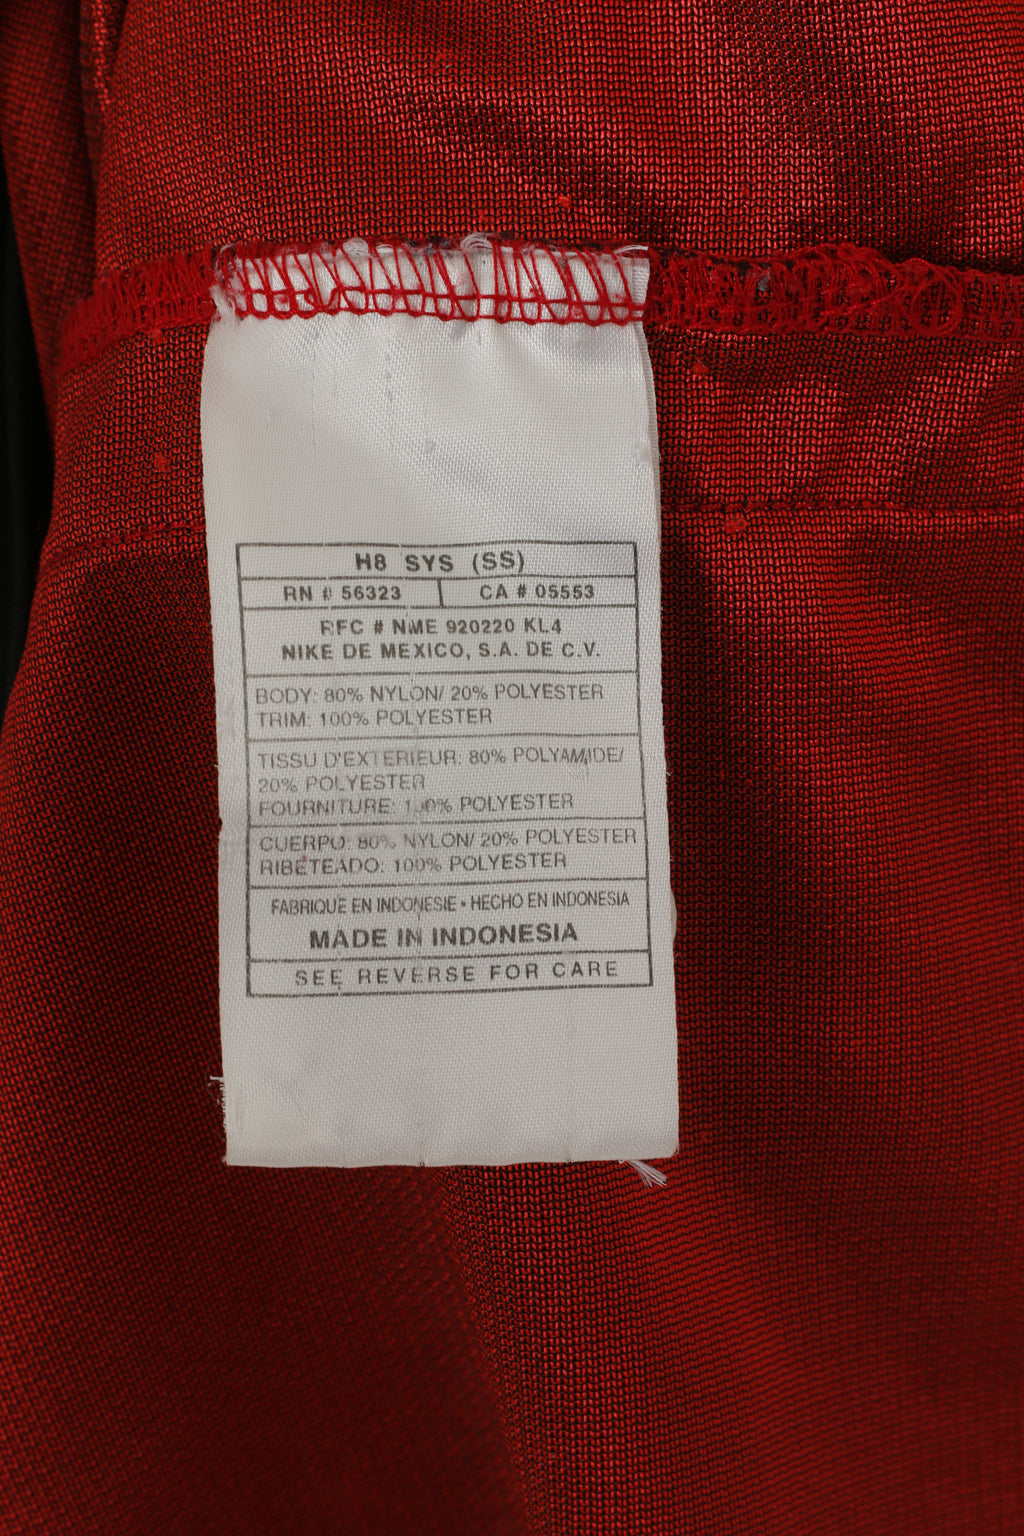 H8 SYS (SS)
RN # 56323 CA # 05553
RFC # NME 920220 KL4
NIKE DE MEXICO, S.A. DE C.V.
BODY: 80% NYLON/ 20% POLYESTER
TRIM: 100% POLYESTER
TISSU D'EXTERIEUR: 80% POLYAMIDE/
20% POLYESTER
FOURNITURE: 100% POLYESTER
CUERPO: 80% NYLON/ 20% POLYESTER
RIBETEADO: 100% POLYESTER
FABRIQUE EN INDONESIE • HECHO EN INDONESIA
MADE IN INDONESIA
SEE REVERSE FOR CARE